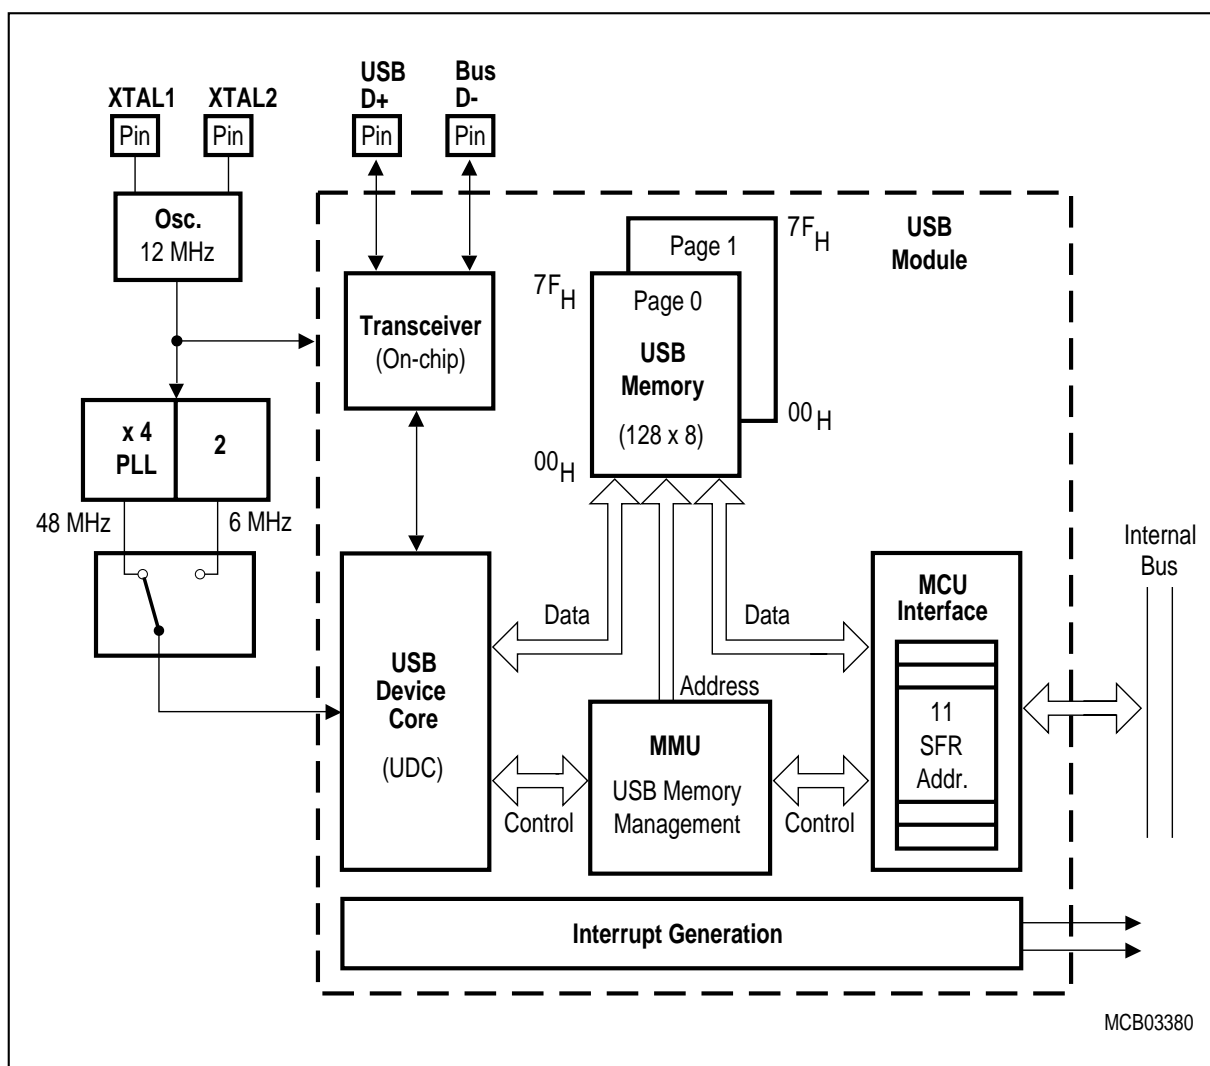 USB
D+
Bus
D-
XTAL1
XTAL2
Pin
Pin
Pin
Pin
Osc.
12 MHz
USB
Module
Page 1
7FH
7FH
Page 0
USB
Memory
(128 x 8)
00H
00H
Transceiver
(On-chip)
x 4
PLL
2
48 MHz
6 MHz
Internal
Bus
MCU
Interface
Data
Data
USB
Device
Core
(UDC)
Address
11
SFR
Addr.
MMU
USB Memory
Management
Control
Control
Interrupt Generation
MCB03380